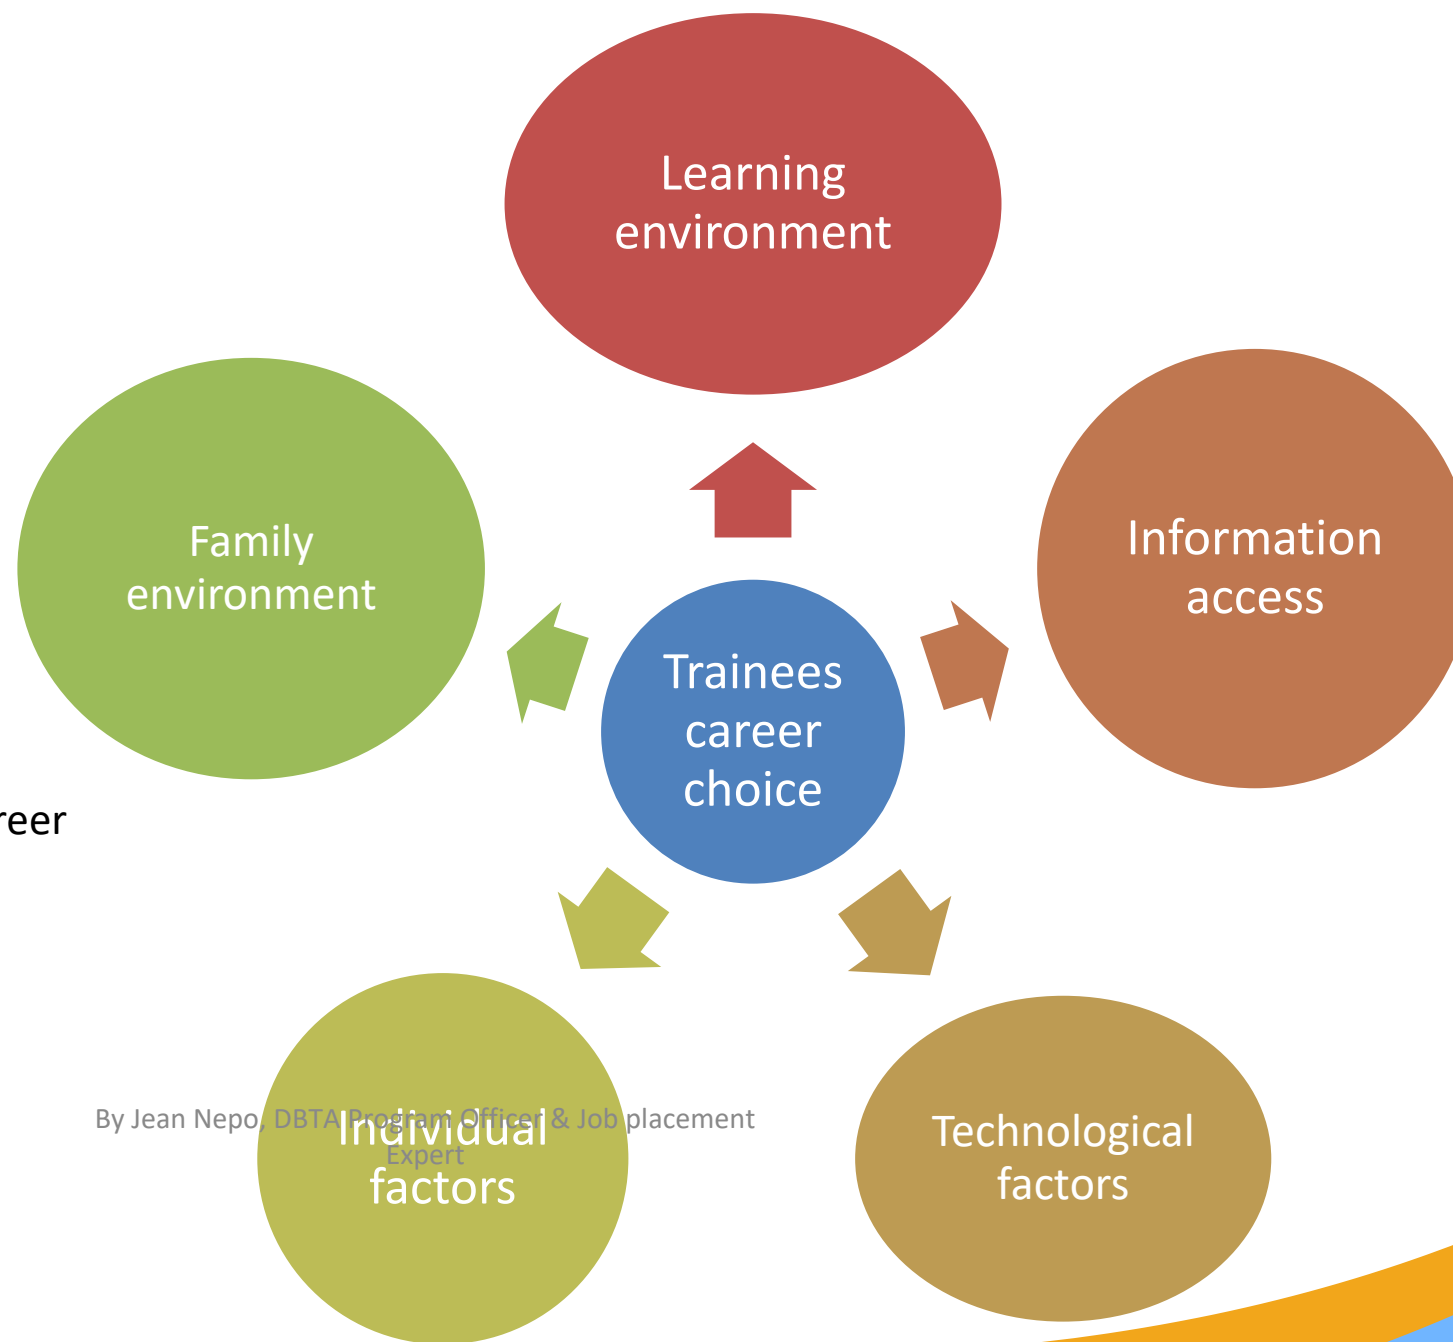 Learning
environment
Family
environment
Information
access
Trainees
career
choice
reer
By Jean Nepo, DBTA Program Officer & Job placement
Expert
Individual
factors
Technological
factors